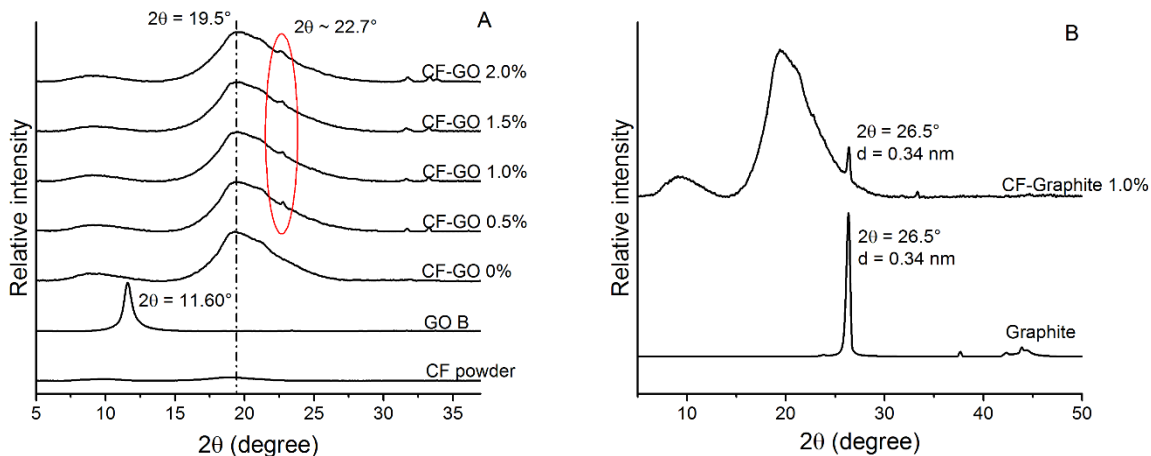 A
2θ = 19.5°
2θ ~ 22.7°
CF-GO 2.0%
CF-GO 1.5%
CF-GO 1.0%
CF-GO 0.5%
CF-GO 0%
2θ = 11.60°
GO B
CF powder
Relative intensity
5 10 15 20 25 30 35
2θ (degree)
B
2θ = 26.5°
d = 0.34 nm
CF-Graphite 1.0%
2θ = 26.5°
d = 0.34 nm
Graphite
Relative intensity
10 20 30 40 50
2θ (degree)